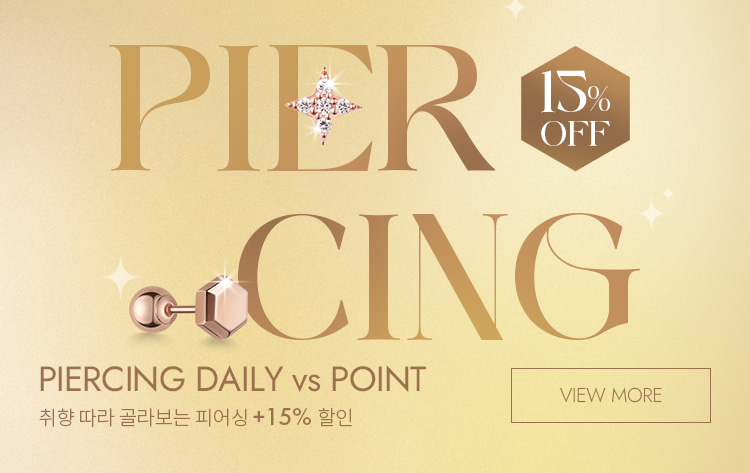 PIER
15%
OFF
CING
PIERCING DAILY vs POINT
취향 따라 골라보는 피어싱 +15% 할인
VIEW MORE